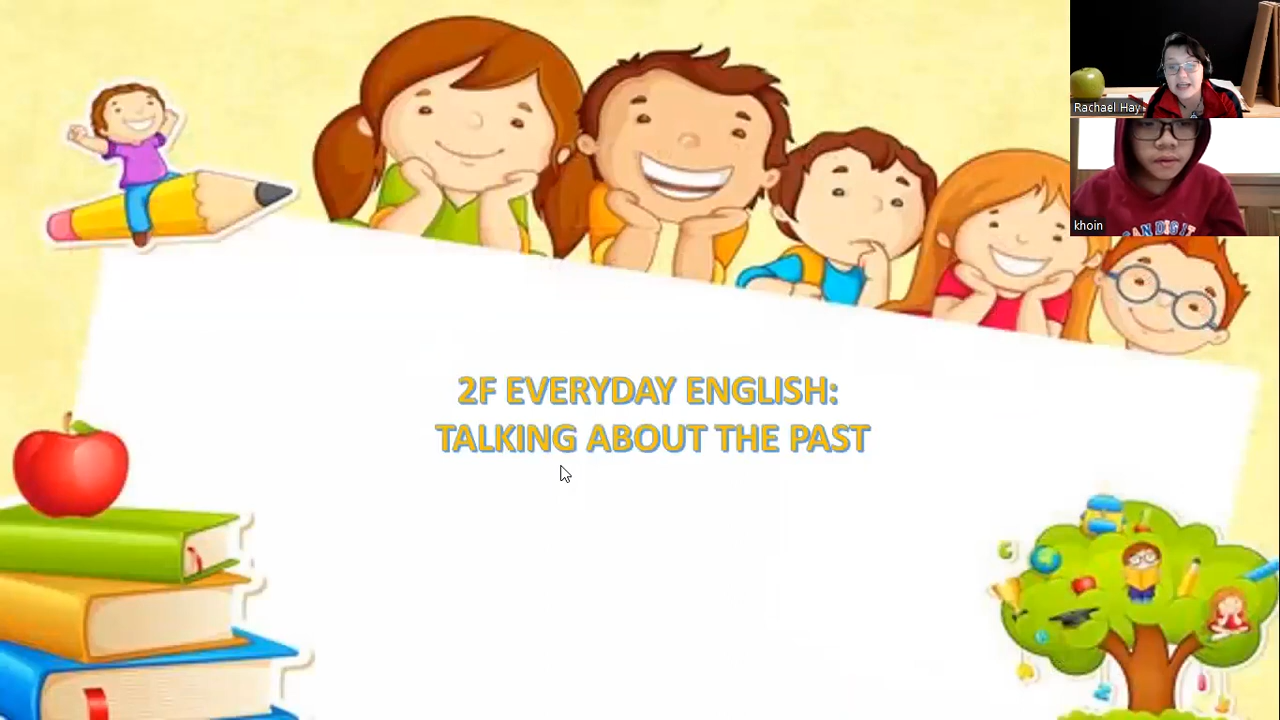 Rachael Hay
khoin
2F EVERYDAY ENGLISH:
TALKING ABOUT THE PAST